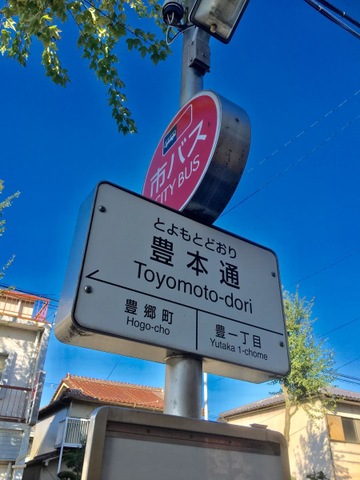 市バス
CITY BUS
とよもとどおり
豊本通
Toyomoto-dori
豊郷町
Hogo-cho
豊一丁目
Yutaka 1-chome